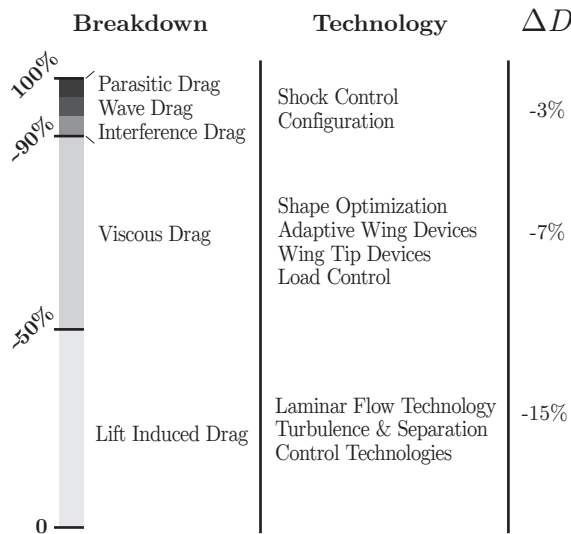 Breakdown
Technology
ΔD
100%
Parasitic Drag
Wave Drag
Interference Drag
~90%
Shock Control
Configuration
-3%
Viscous Drag
Shape Optimization
Adaptive Wing Devices
Wing Tip Devices
Load Control
-7%
~50%
Lift Induced Drag
Laminar Flow Technology
Turbulence & Separation
Control Technologies
-15%
0